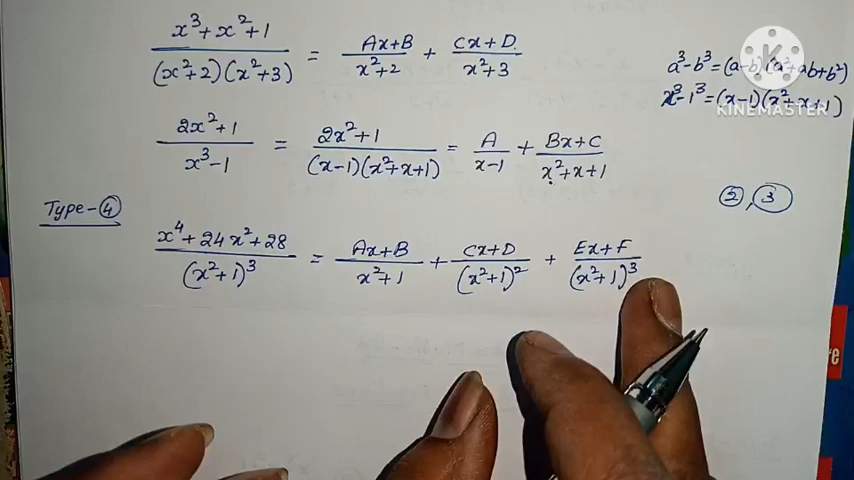 x³+x²+1 / (x²+2)(x²+3) = Ax+B / x²+2 + Cx+D / x²+3
a³-b³=(a-b)(a²+ab+b²)
x³-1³=(x-1)(x²+x+1)
K
KINEMASTER
2x²+1 / x³-1 = 2x²+1 / (x-1)(x²+x+1) = A / x-1 + Bx+C / x²+x+1
②, ③
Type-④
x⁴+24x²+28 / (x²+1)³ = Ax+B / x²+1 + Cx+D / (x²+1)² + Ex+F / (x²+1)³